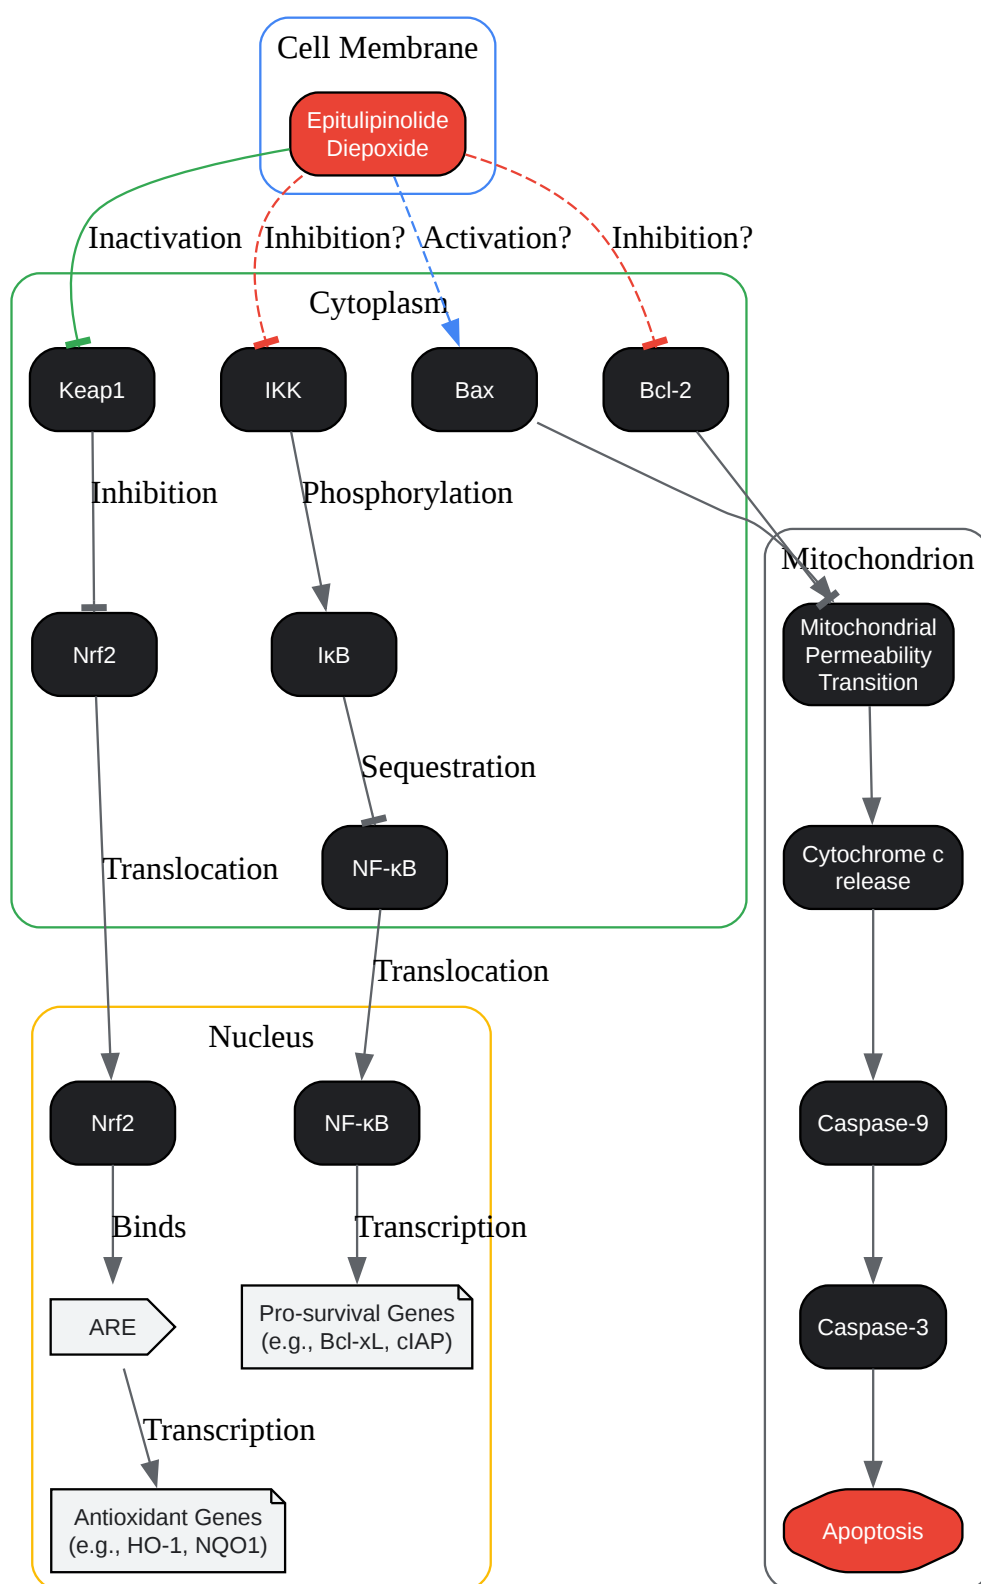 Cell Membrane
Epitulipinolide
Diepoxide
Inactivation
Inhibition?
Activation?
Inhibition?
Cytoplasm
Keap1
IKK
Bax
Bcl-2
Inhibition
Phosphorylation
Mitochondrion
Nrf2
IκB
Mitochondrial
Permeability
Transition
Sequestration
Translocation
NF-κB
Cytochrome c
release
Translocation
Nucleus
Nrf2
NF-κB
Caspase-9
Binds
Transcription
ARE
Pro-survival Genes
(e.g., Bcl-xL, cIAP)
Caspase-3
Transcription
Antioxidant Genes
(e.g., HO-1, NQO1)
Apoptosis